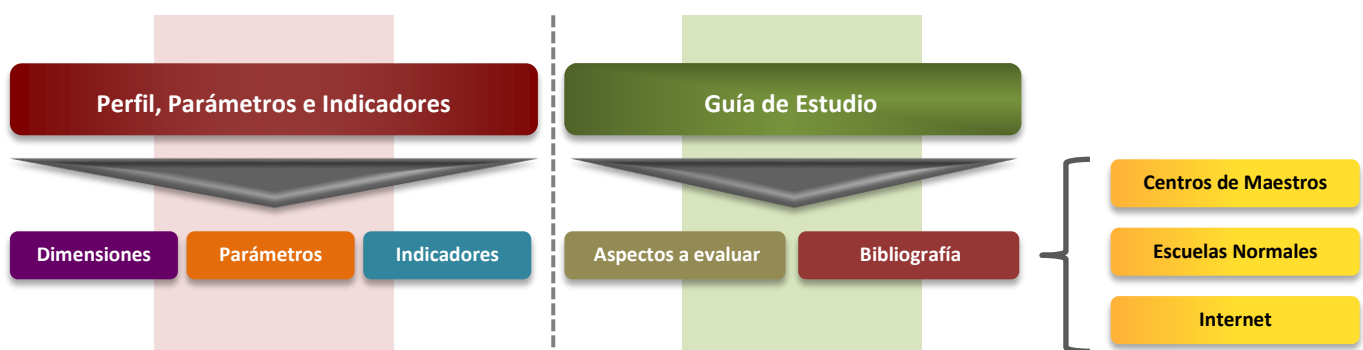 Perfil, Parámetros e Indicadores
Guía de Estudio
Dimensiones
Parámetros
Indicadores
Aspectos a evaluar
Bibliografía
Centros de Maestros
Escuelas Normales
Internet